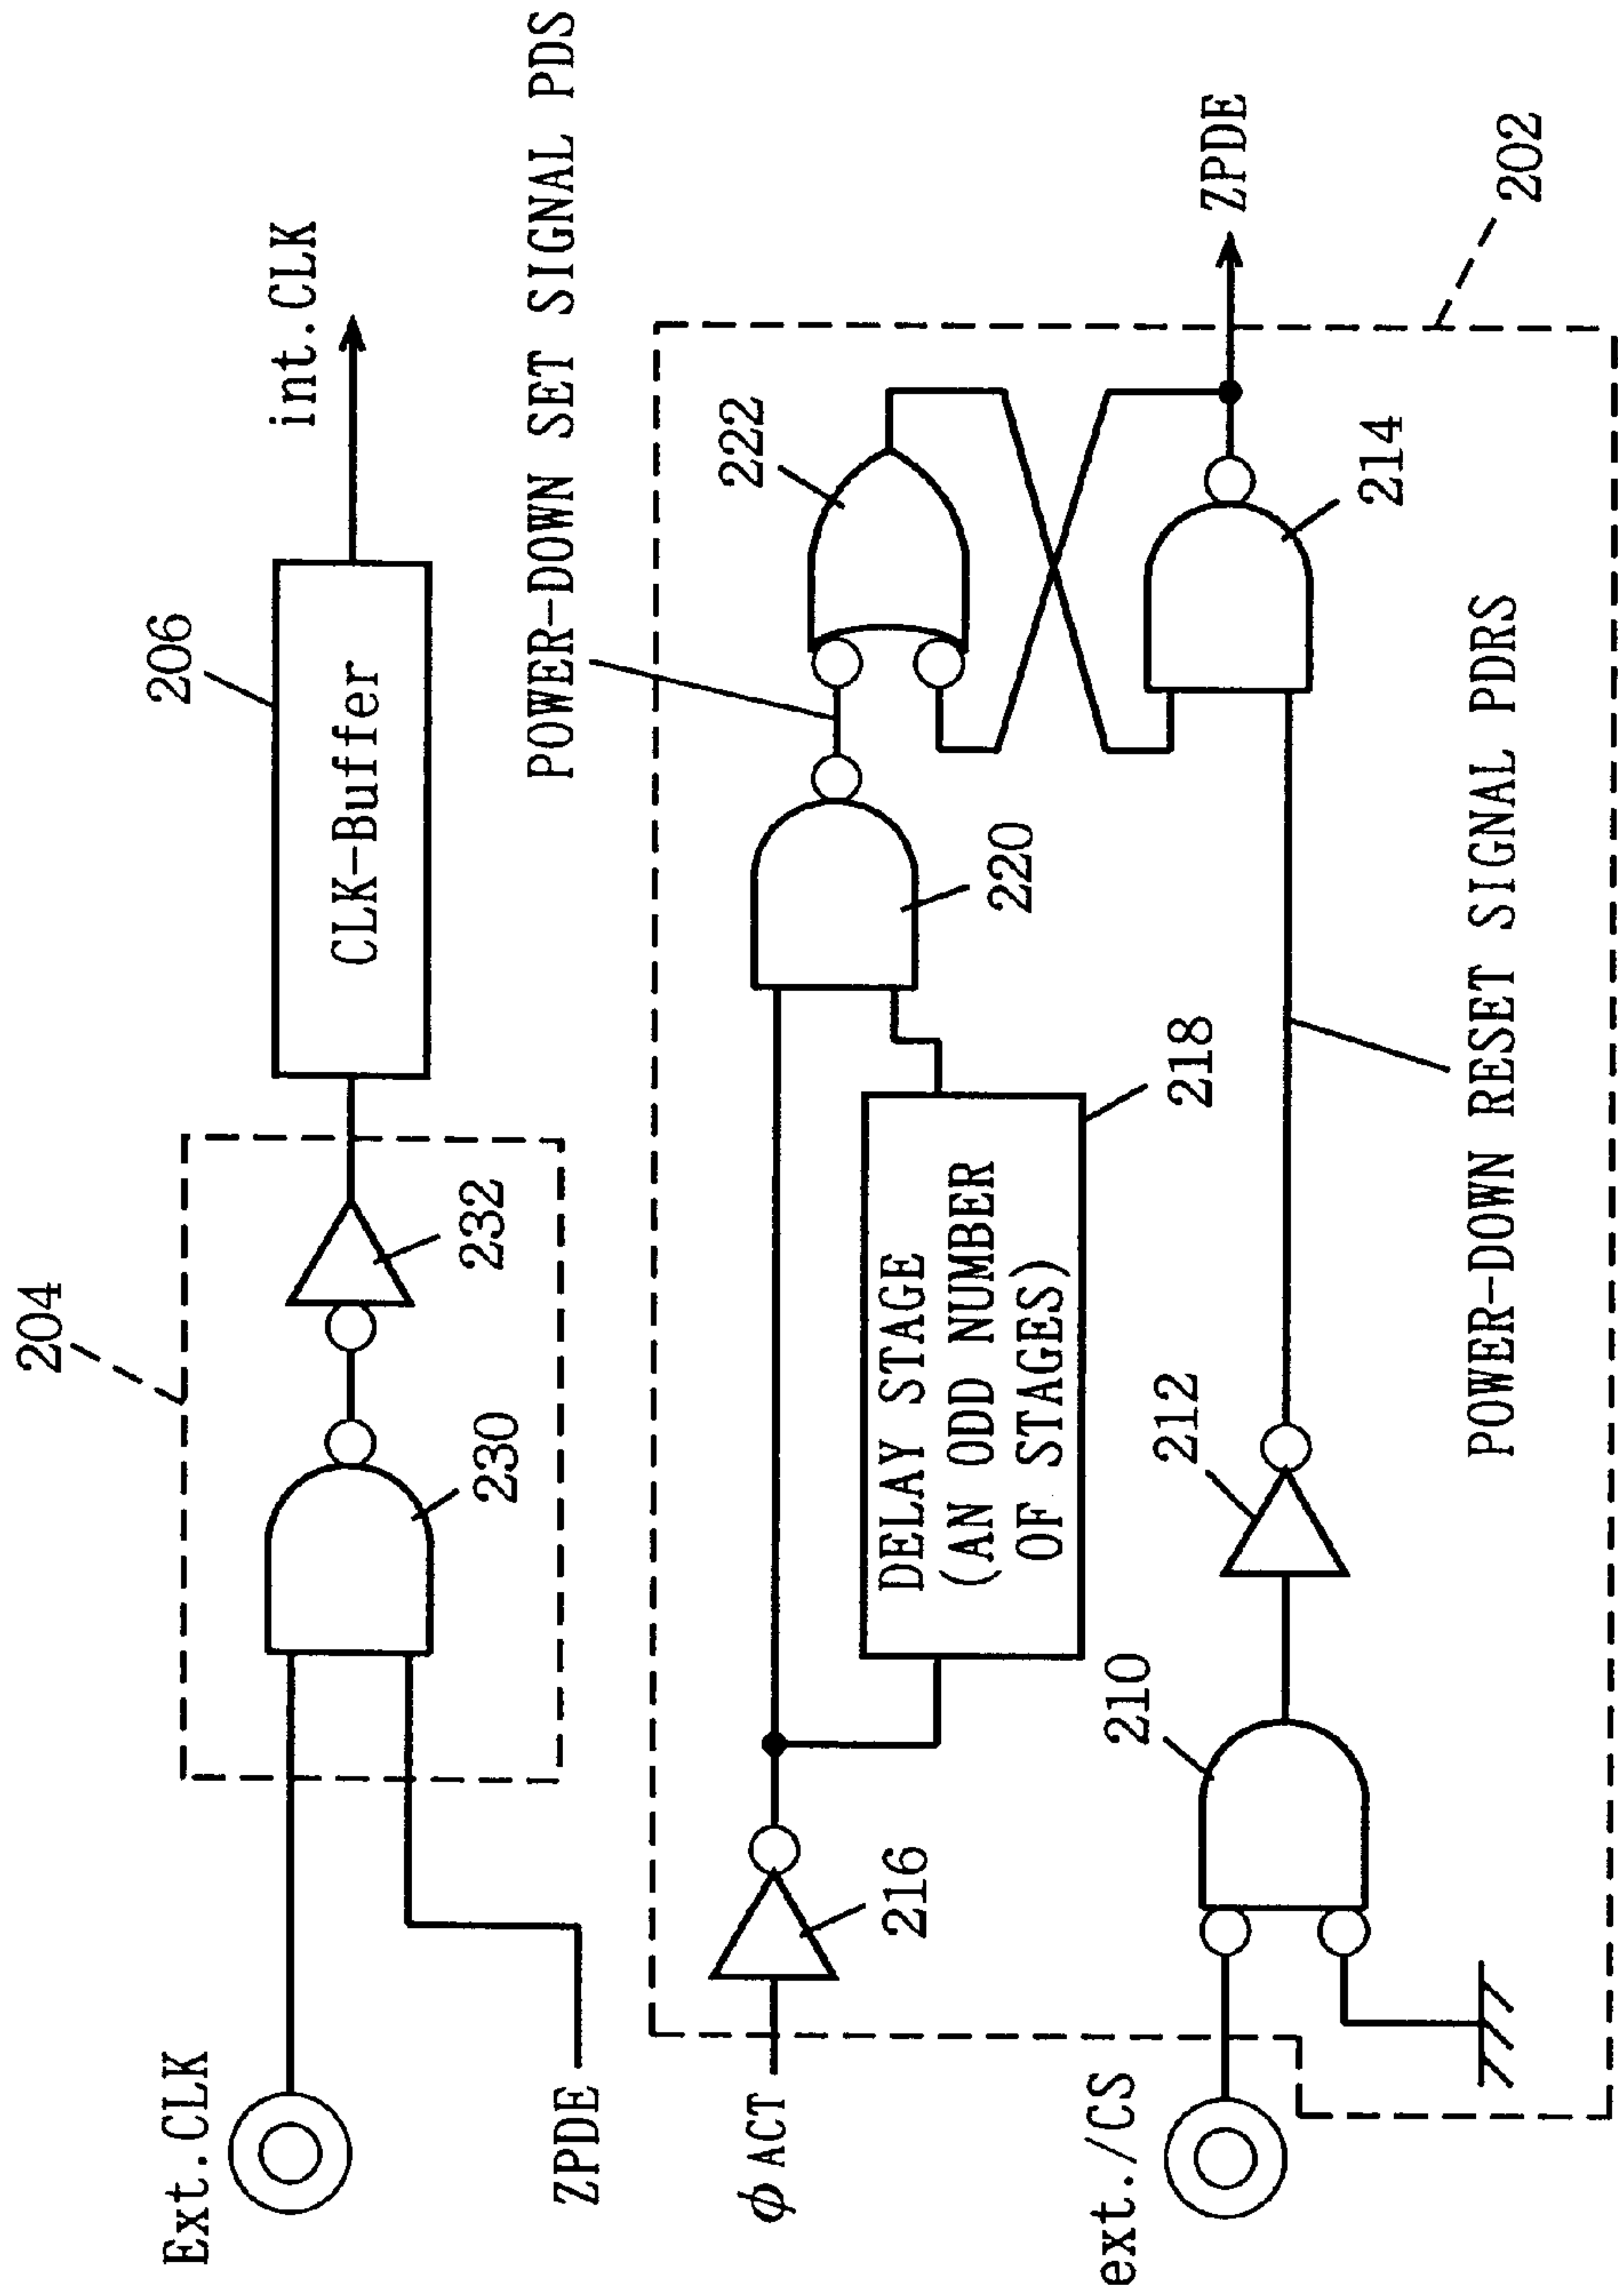 Ext.CLK
ZPDE
204
230
232
206
CLK-Buffer
int.CLK
POWER-DOWN SET SIGNAL PDS
φ ACT
216
DELAY STAGE
(AN ODD NUMBER
OF STAGES)
218
220
222
ext./CS
210
212
214
ZPDE
202
POWER-DOWN RESET SIGNAL PDRS